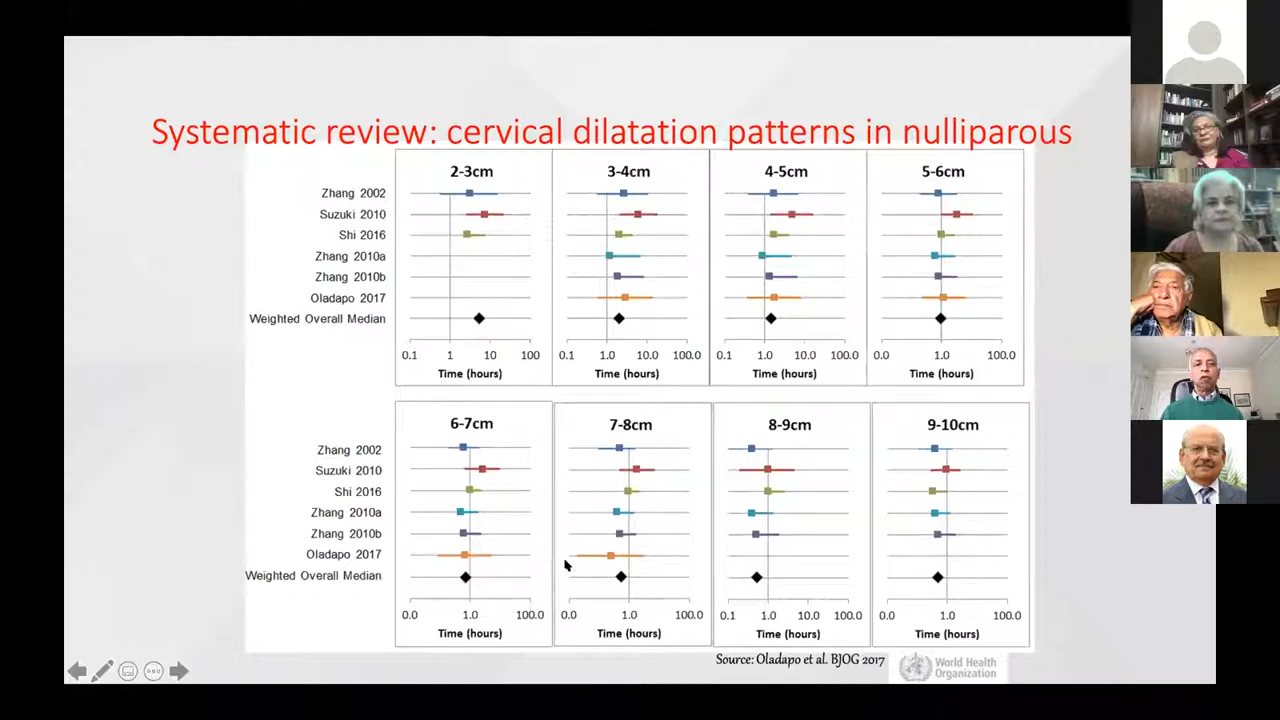 Systematic review: cervical dilatation patterns in nulliparous
2-3cm 3-4cm 4-5cm 5-6cm
Zhang 2002
Suzuki 2010
Shi 2016
Zhang 2010a
Zhang 2010b
Oladapo 2017
Weighted Overall Median
0.1 1 10 100 0.1 1.0 10.0 100.0 0.1 1.0 10.0 100.0 0.0 1.0 100.0
Time (hours) Time (hours) Time (hours) Time (hours)
6-7cm 7-8cm 8-9cm 9-10cm
Zhang 2002
Suzuki 2010
Shi 2016
Zhang 2010a
Zhang 2010b
Oladapo 2017
Weighted Overall Median
0.0 1.0 100.0 0.0 1.0 100.0 0.1 1.0 10.0 100.0 0.0 1.0 100.0
Time (hours) Time (hours) Time (hours) Time (hours)
Source: Oladapo et al. BJOG 2017
World Health
Organization